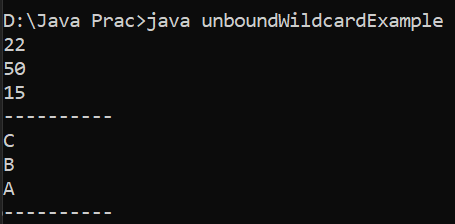 D:\Java Prac>java unboundWildcardExample
22
50
15
----------
C
B
A
----------